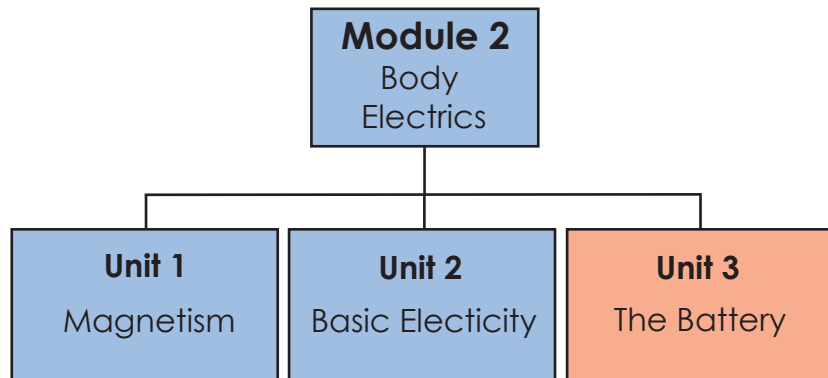 Module 2
Body
Electrics
Unit 1
Magnetism
Unit 2
Basic Electicity
Unit 3
The Battery